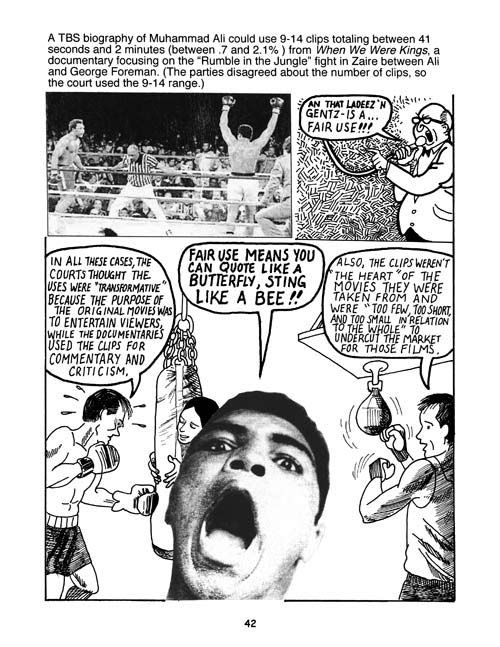 A TBS biography of Muhammad Ali could use 9-14 clips totaling between 41
seconds and 2 minutes (between .7 and 2.1% ) from When We Were Kings, a
documentary focusing on the "Rumble in the Jungle" fight in Zaire between Ali
and George Foreman. (The parties disagreed about the number of clips, so
the court used the 9-14 range.)
AN THAT LADEEZ 'N
GENTZ-IS A...
FAIR USE!!!
IN ALL THESE CASES, THE
COURTS THOUGHT THE
USES WERE "TRANSFORMATIVE"
BECAUSE THE PURPOSE OF
THE ORIGINAL MOVIES WAS
TO ENTERTAIN VIEWERS,
WHILE THE DOCUMENTARIES
USED THE CLIPS FOR
COMMENTARY AND
CRITICISM.
FAIR USE MEANS YOU
CAN QUOTE LIKE A
BUTTERFLY, STING
LIKE A BEE!!
ALSO, THE CLIPS WEREN'T
"THE HEART" OF THE
MOVIES THEY WERE
TAKEN FROM AND
WERE "TOO FEW, TOO SHORT,
AND TOO SMALL IN RELATION
TO THE WHOLE" TO
UNDERCUT THE MARKET
FOR THOSE FILMS.
42